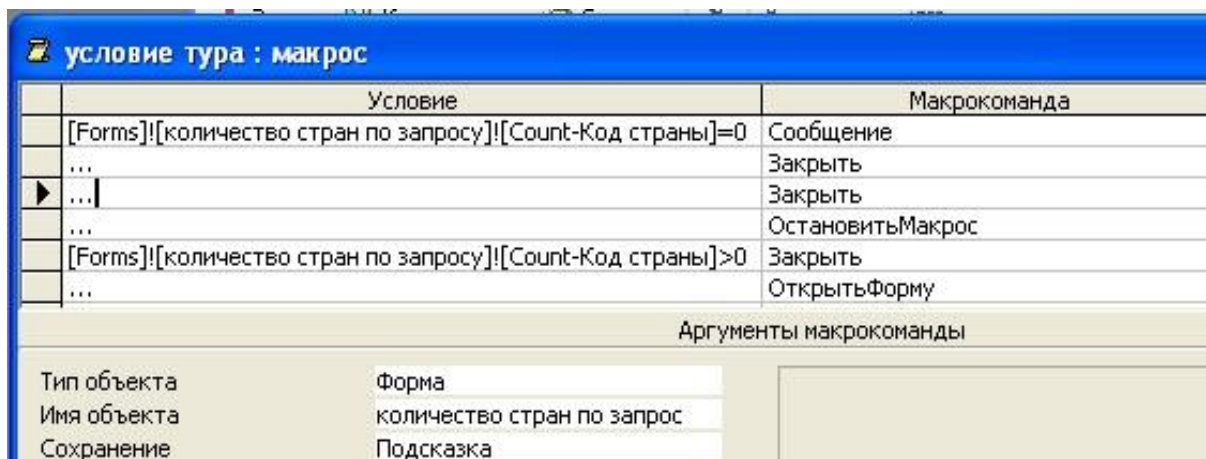 условие тура : макрос
Условие Макрокоманда
[Forms]![количество стран по запросу]![Count-Код страны]=0 Сообщение
... Закрыть
... Закрыть
... ОстановитьМакрос
[Forms]![количество стран по запросу]![Count-Код страны]>0 Закрыть
... ОткрытьФорму
Аргументы макрокоманды
Тип объекта Форма
Имя объекта количество стран по запрос
Сохранение Подсказка